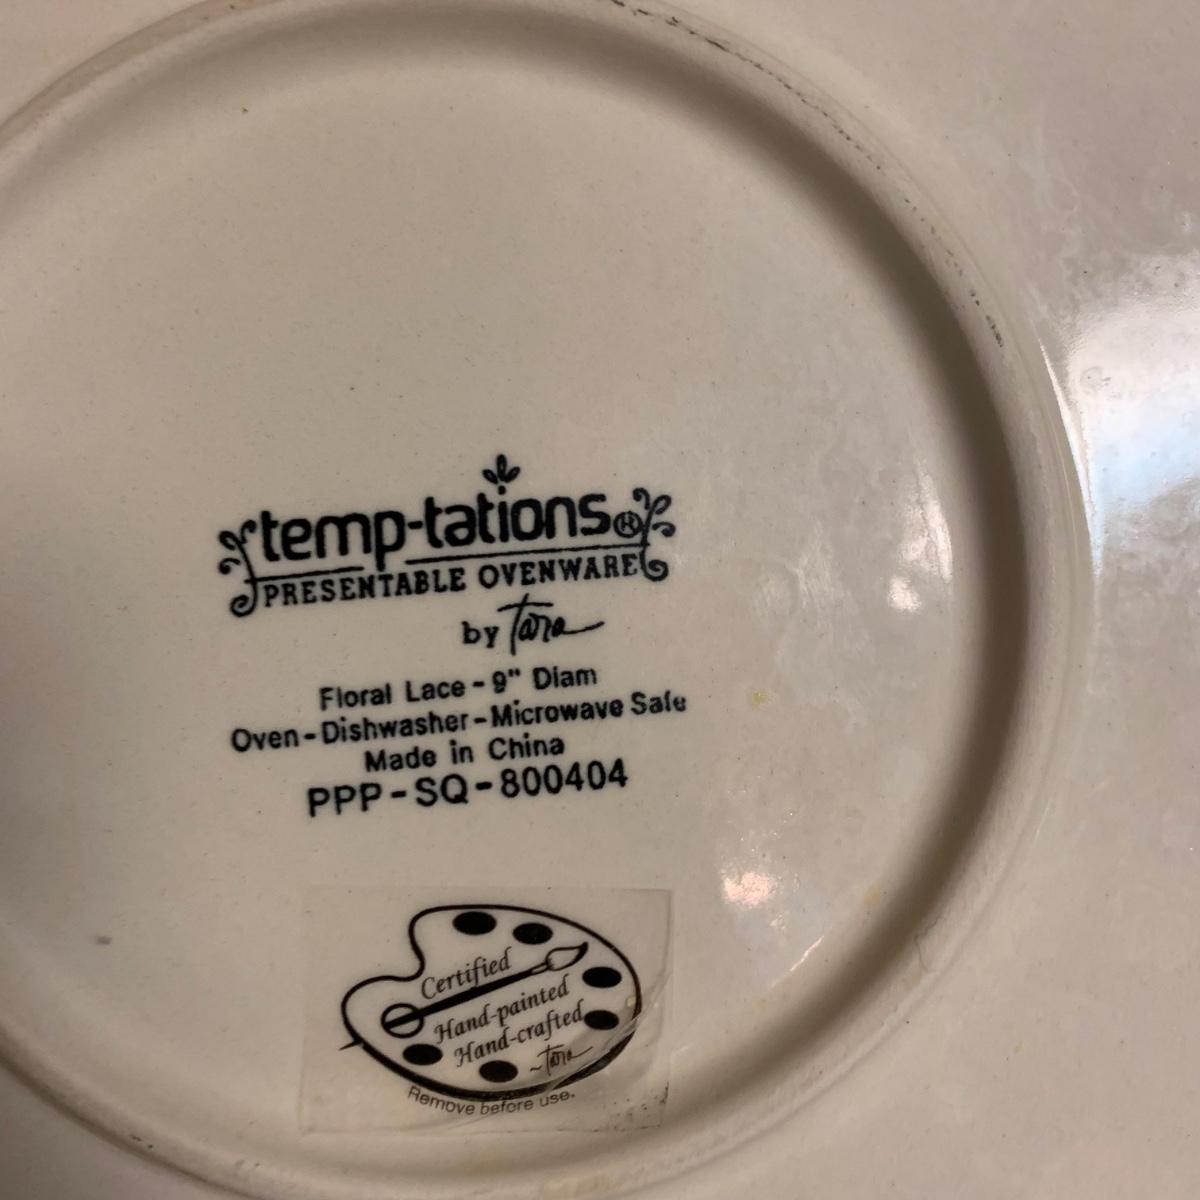 temp-tations®
PRESENTABLE OVENWARE
by Tara
Floral Lace - 9" Diam
Oven - Dishwasher - Microwave Safe
Made in China
PPP - SQ - 800404
Certified
Hand-painted
Hand-crafted
~Tara
Remove before use.